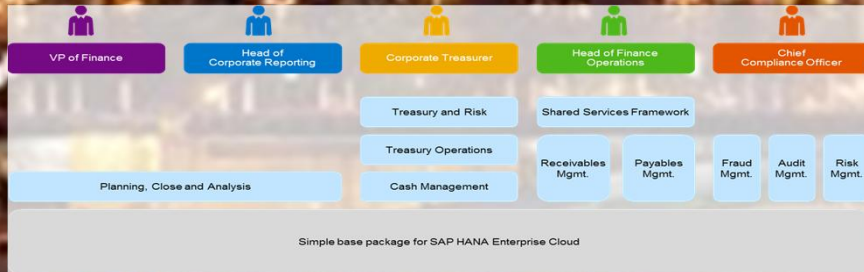 VP of Finance
Head of
Corporate Reporting
Corporate Treasurer
Head of Finance
Operations
Chief
Compliance Officer
Treasury and Risk
Shared Services Framework
Treasury Operations
Receivables
Mgmt.
Payables
Mgmt.
Fraud
Mgmt.
Audit
Mgmt.
Risk
Mgmt.
Planning, Close and Analysis
Cash Management
Simple base package for SAP HANA Enterprise Cloud